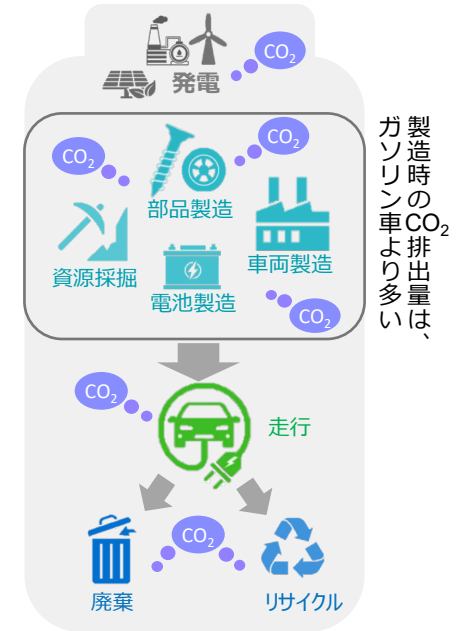 CO₂
発電
CO₂
CO₂
部品製造
資源採掘
車両製造
電池製造
CO₂
製造時のCO₂排出量は、
ガソリン車より多い
CO₂
走行
CO₂
廃棄
リサイクル